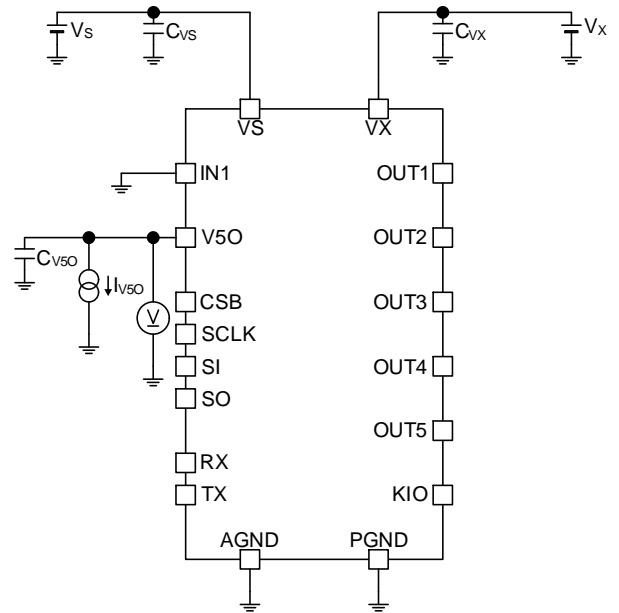 VS
CVS
CVX
VX
VS
VX
IN1
OUT1
V5O
OUT2
CV5O
IV5O
V
CSB
OUT3
SCLK
SI
OUT4
SO
OUT5
RX
TX
KIO
AGND
PGND